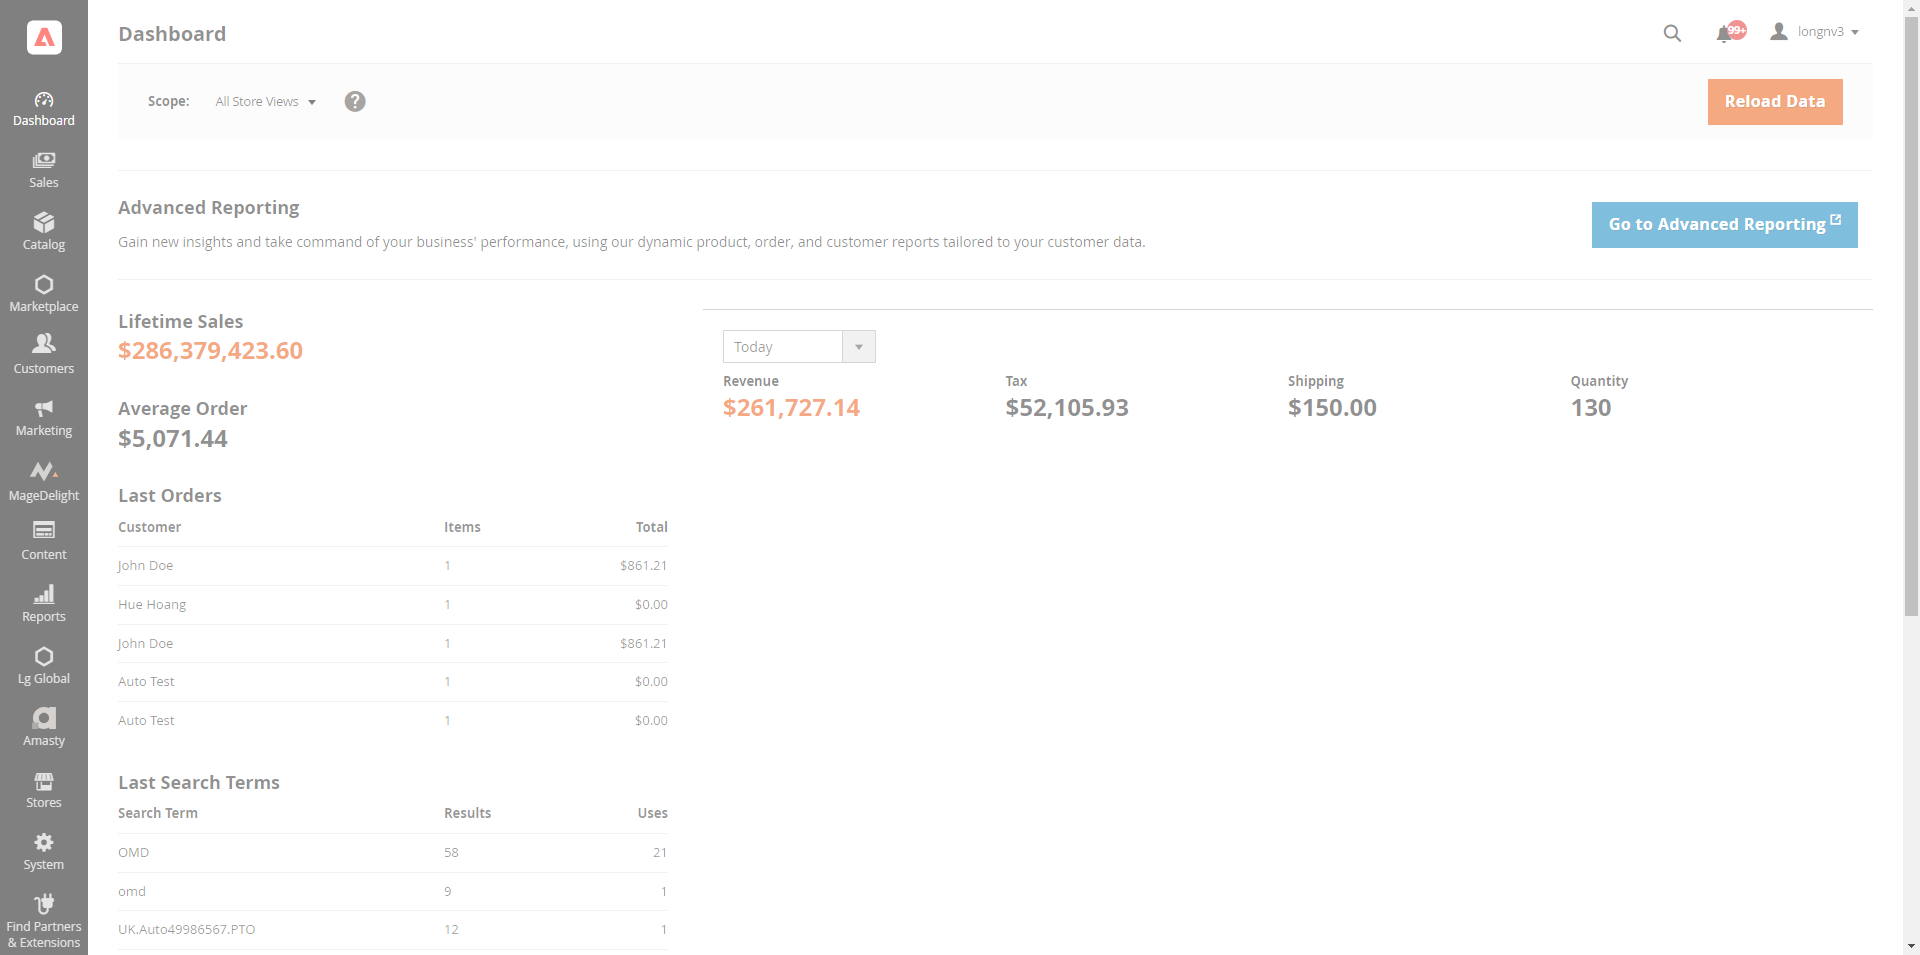 Dashboard
99+
longnv3
Scope:
All Store Views
?
Reload Data
Advanced Reporting
Gain new insights and take command of your business' performance, using our dynamic product, order, and customer reports tailored to your customer data.
Go to Advanced Reporting
Lifetime Sales
$286,379,423.60
Average Order
$5,071.44
Today
Revenue Tax Shipping Quantity
$261,727.14 $52,105.93 $150.00 130
Last Orders
Customer Items Total
John Doe 1 $861.21
Hue Hoang 1 $0.00
John Doe 1 $861.21
Auto Test 1 $0.00
Auto Test 1 $0.00
Last Search Terms
Search Term Results Uses
OMD 58 21
omd 9 1
UK.Auto49986567.PTO 12 1
Dashboard
Sales
Catalog
Marketplace
Customers
Marketing
MageDelight
Content
Reports
Lg Global
Amasty
Stores
System
Find Partners
& Extensions